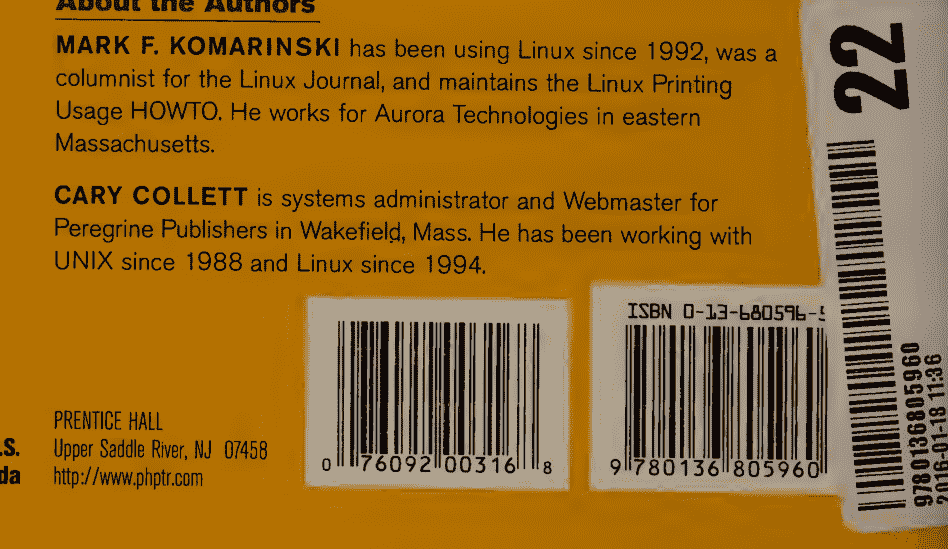 About the Authors
MARK F. KOMARINSKI has been using Linux since 1992, was a
columnist for the Linux Journal, and maintains the Linux Printing
Usage HOWTO. He works for Aurora Technologies in eastern
Massachusetts.
CARY COLLETT is systems administrator and Webmaster for
Peregrine Publishers in Wakefield, Mass. He has been working with
UNIX since 1988 and Linux since 1994.
PRENTICE HALL
Upper Saddle River, NJ 07458
http://www.phptr.com
.S.
da
0 76092 00316 8
ISBN 0-13-680596-5
9 780136 805960
22
9780136805960
2016-01-18 11:36